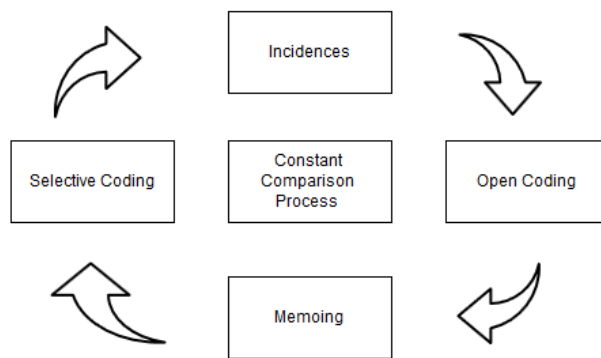 Incidences
Selective Coding
Constant
Comparison
Process
Open Coding
Memoing